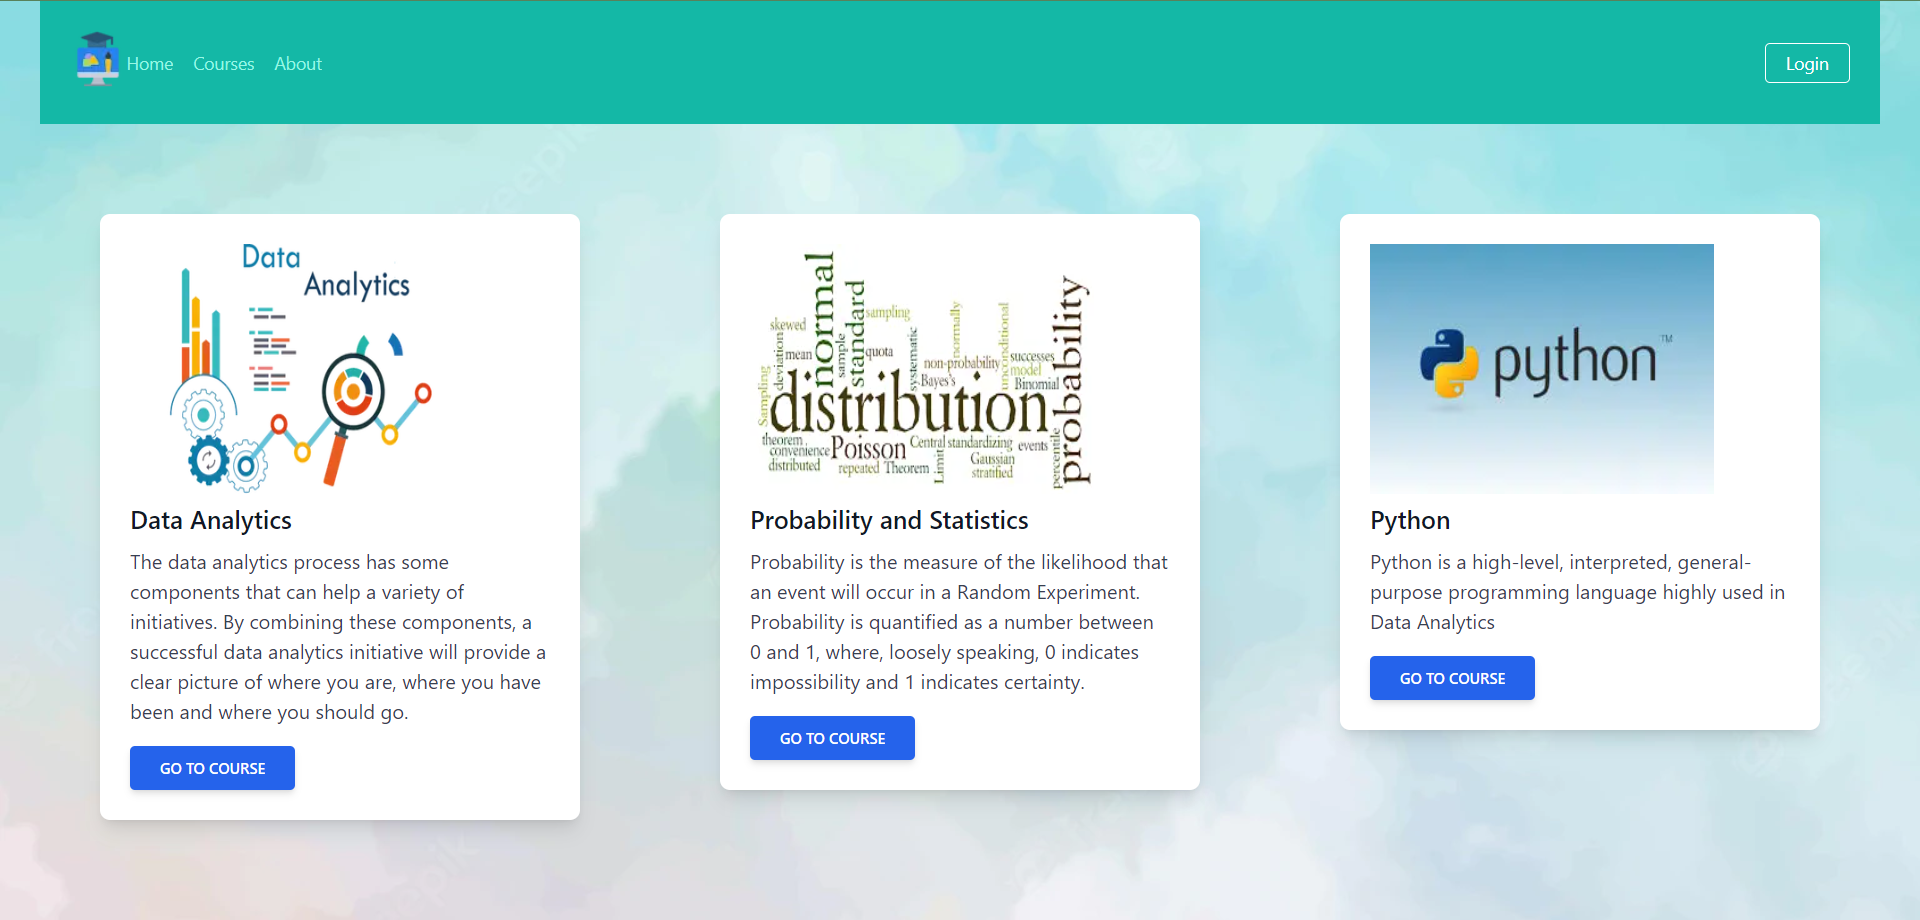 Home Courses About Login
Data
Analytics
Data Analytics
The data analytics process has some
components that can help a variety of
initiatives. By combining these components, a
successful data analytics initiative will provide a
clear picture of where you are, where you have
been and where you should go.
GO TO COURSE
normal
standard
sampling
skewed
deviation
mean
sample
quota
systematic
normally
unconditional
non-probability
successes
model
Bayes's
Binomial
probability
Sampling
distribution
theorem
convenience
distributed
Poisson
repeated
Theorem
Central
Limit
standardizing
events
Gaussian
stratified
percentile
Probability and Statistics
Probability is the measure of the likelihood that
an event will occur in a Random Experiment.
Probability is quantified as a number between
0 and 1, where, loosely speaking, 0 indicates
impossibility and 1 indicates certainty.
GO TO COURSE
python TM
Python
Python is a high-level, interpreted, general-
purpose programming language highly used in
Data Analytics
GO TO COURSE